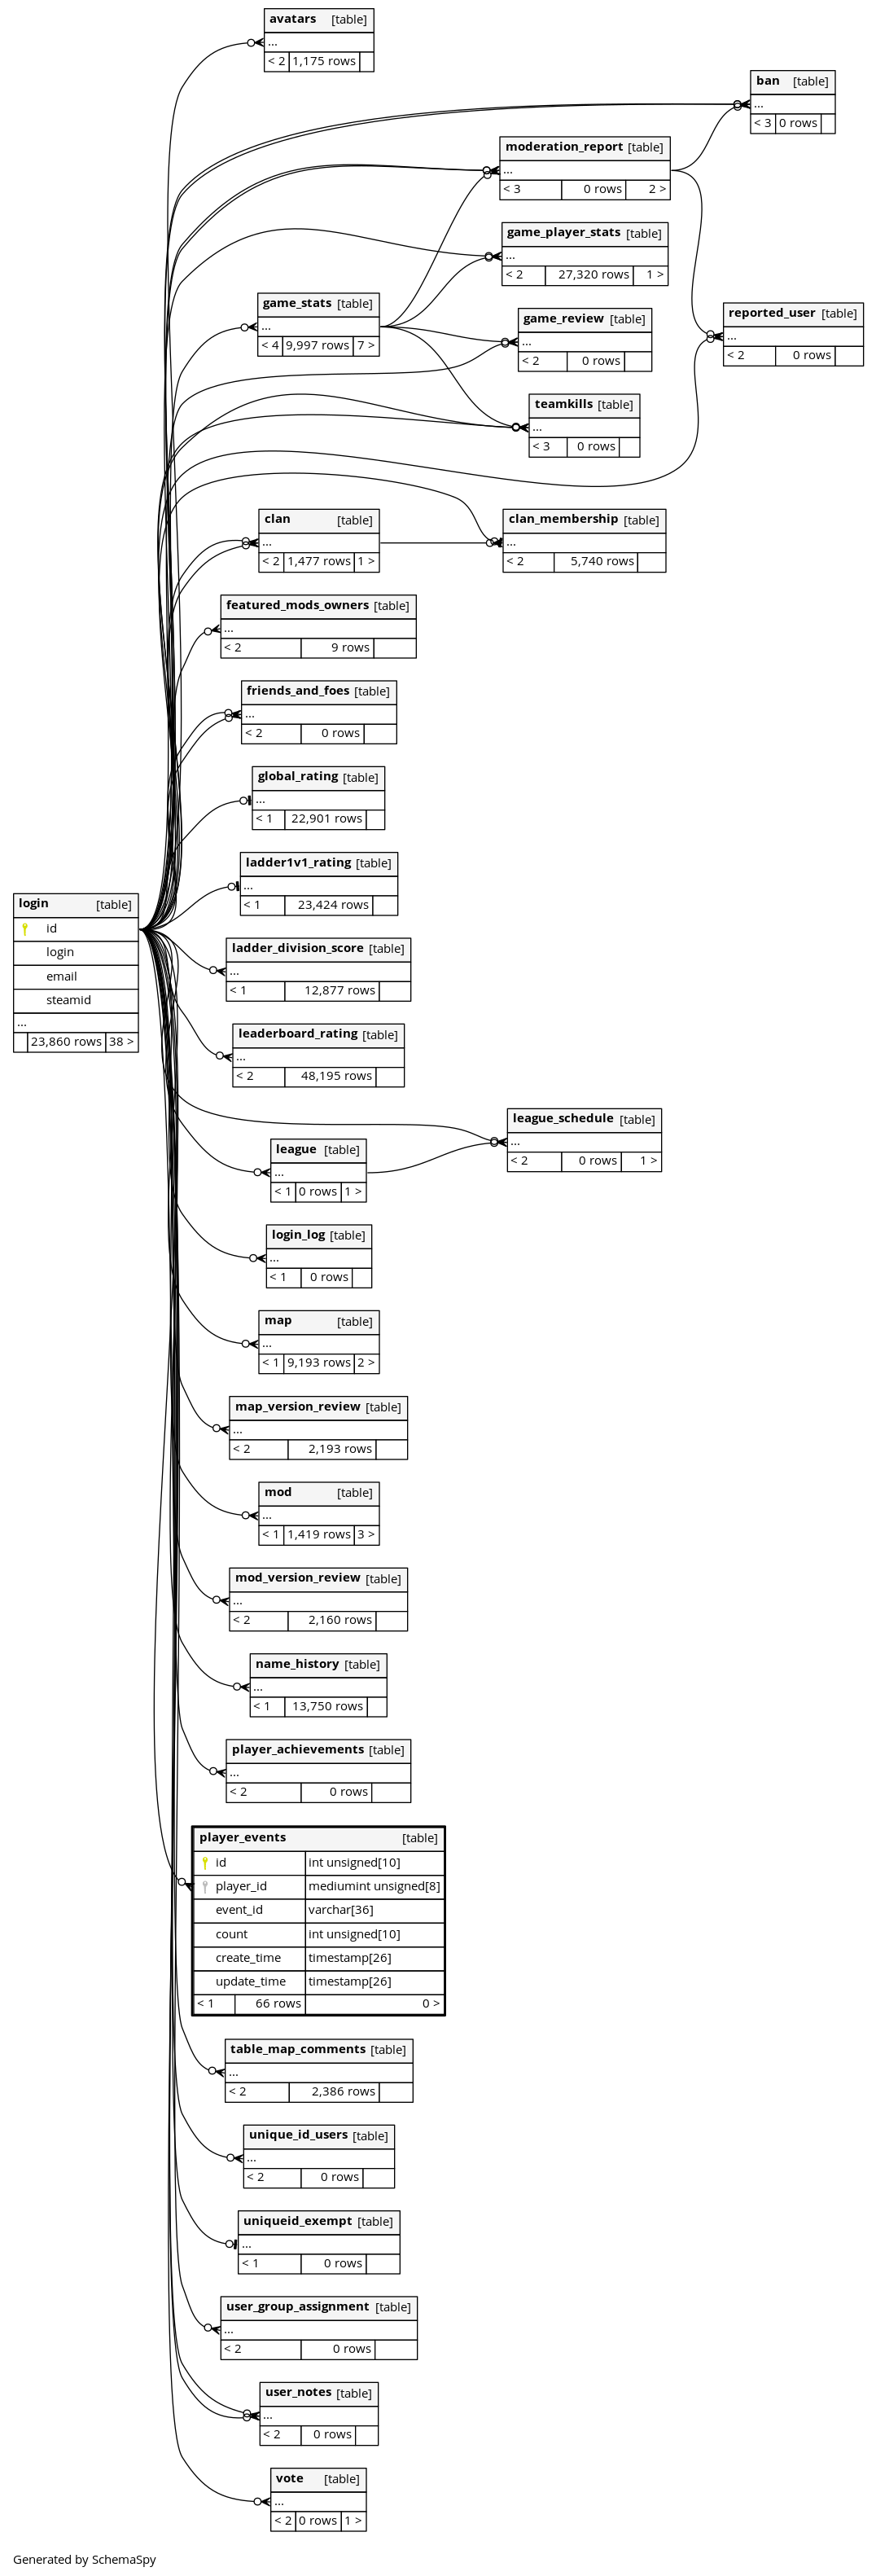 avatars [table]
...
< 2 1,175 rows
ban [table]
...
< 3 0 rows
moderation_report [table]
...
< 3 0 rows 2 >
game_player_stats [table]
...
< 2 27,320 rows 1 >
game_stats [table]
...
< 4 9,997 rows 7 >
game_review [table]
...
< 2 0 rows
reported_user [table]
...
< 2 0 rows
teamkills [table]
...
< 3 0 rows
clan [table]
...
< 2 1,477 rows 1 >
clan_membership [table]
...
< 2 5,740 rows
featured_mods_owners [table]
...
< 2 9 rows
friends_and_foes [table]
...
< 2 0 rows
global_rating [table]
...
< 1 22,901 rows
ladder1v1_rating [table]
...
< 1 23,424 rows
login [table]
id
login
email
steamid
...
23,860 rows 38 >
ladder_division_score [table]
...
< 1 12,877 rows
leaderboard_rating [table]
...
< 2 48,195 rows
league_schedule [table]
...
< 2 0 rows 1 >
league [table]
...
< 1 0 rows 1 >
login_log [table]
...
< 1 0 rows
map [table]
...
< 1 9,193 rows 2 >
map_version_review [table]
...
< 2 2,193 rows
mod [table]
...
< 1 1,419 rows 3 >
mod_version_review [table]
...
< 2 2,160 rows
name_history [table]
...
< 1 13,750 rows
player_achievements [table]
...
< 2 0 rows
player_events [table]
id int unsigned[10]
player_id mediumint unsigned[8]
event_id varchar[36]
count int unsigned[10]
create_time timestamp[26]
update_time timestamp[26]
< 1 66 rows 0 >
table_map_comments [table]
...
< 2 2,386 rows
unique_id_users [table]
...
< 2 0 rows
uniqueid_exempt [table]
...
< 1 0 rows
user_group_assignment [table]
...
< 2 0 rows
user_notes [table]
...
< 2 0 rows
vote [table]
...
< 2 0 rows 1 >
Generated by SchemaSpy